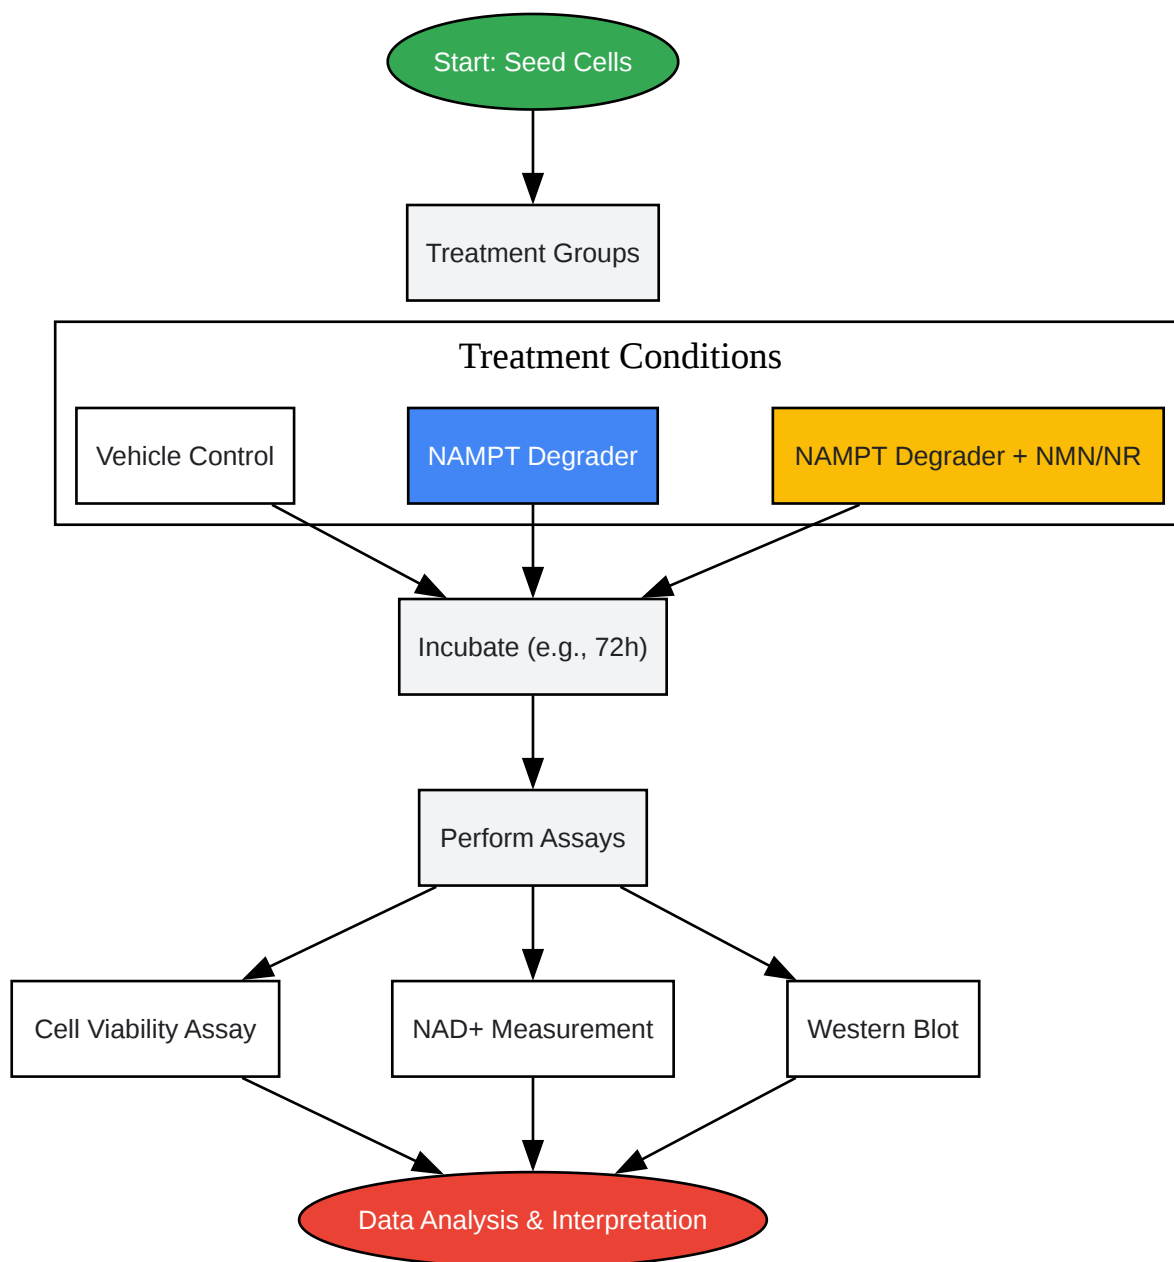 Start: Seed Cells
Treatment Groups
Treatment Conditions
Vehicle Control
NAMPT Degrader
NAMPT Degrader + NMN/NR
Incubate (e.g., 72h)
Perform Assays
Cell Viability Assay
NAD+ Measurement
Western Blot
Data Analysis & Interpretation